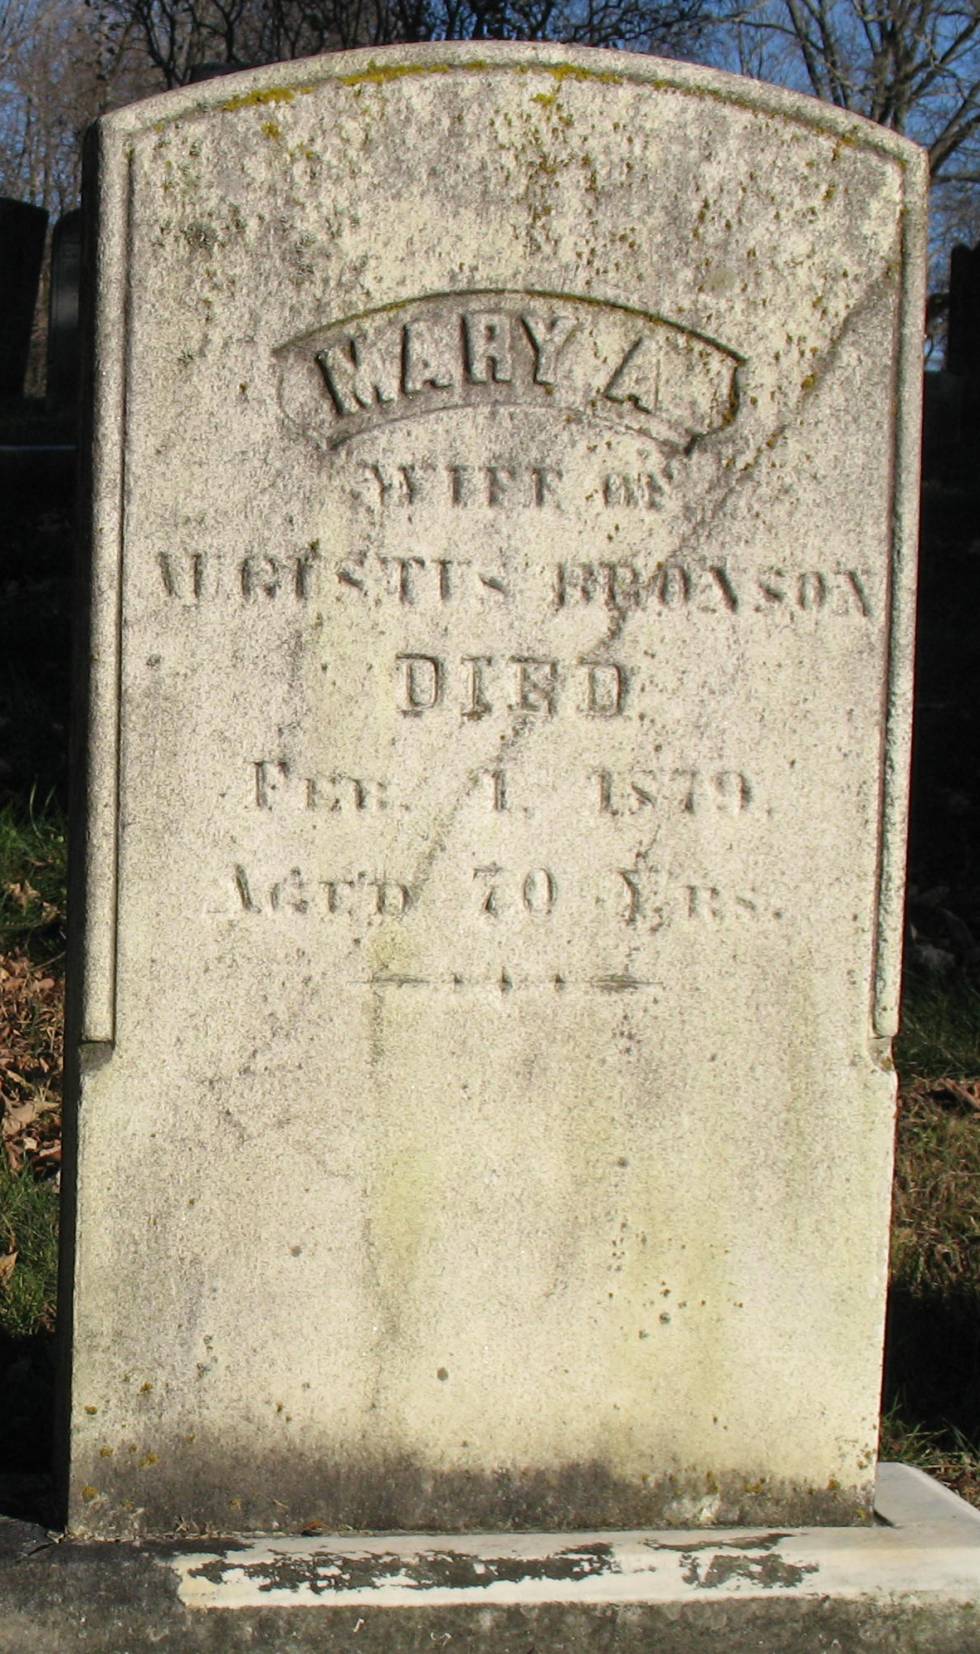 MARY A.
WIFE OF
AUGUSTUS BRONSON
DIED
FEB. 1, 1879.
AGED 70 YRS.